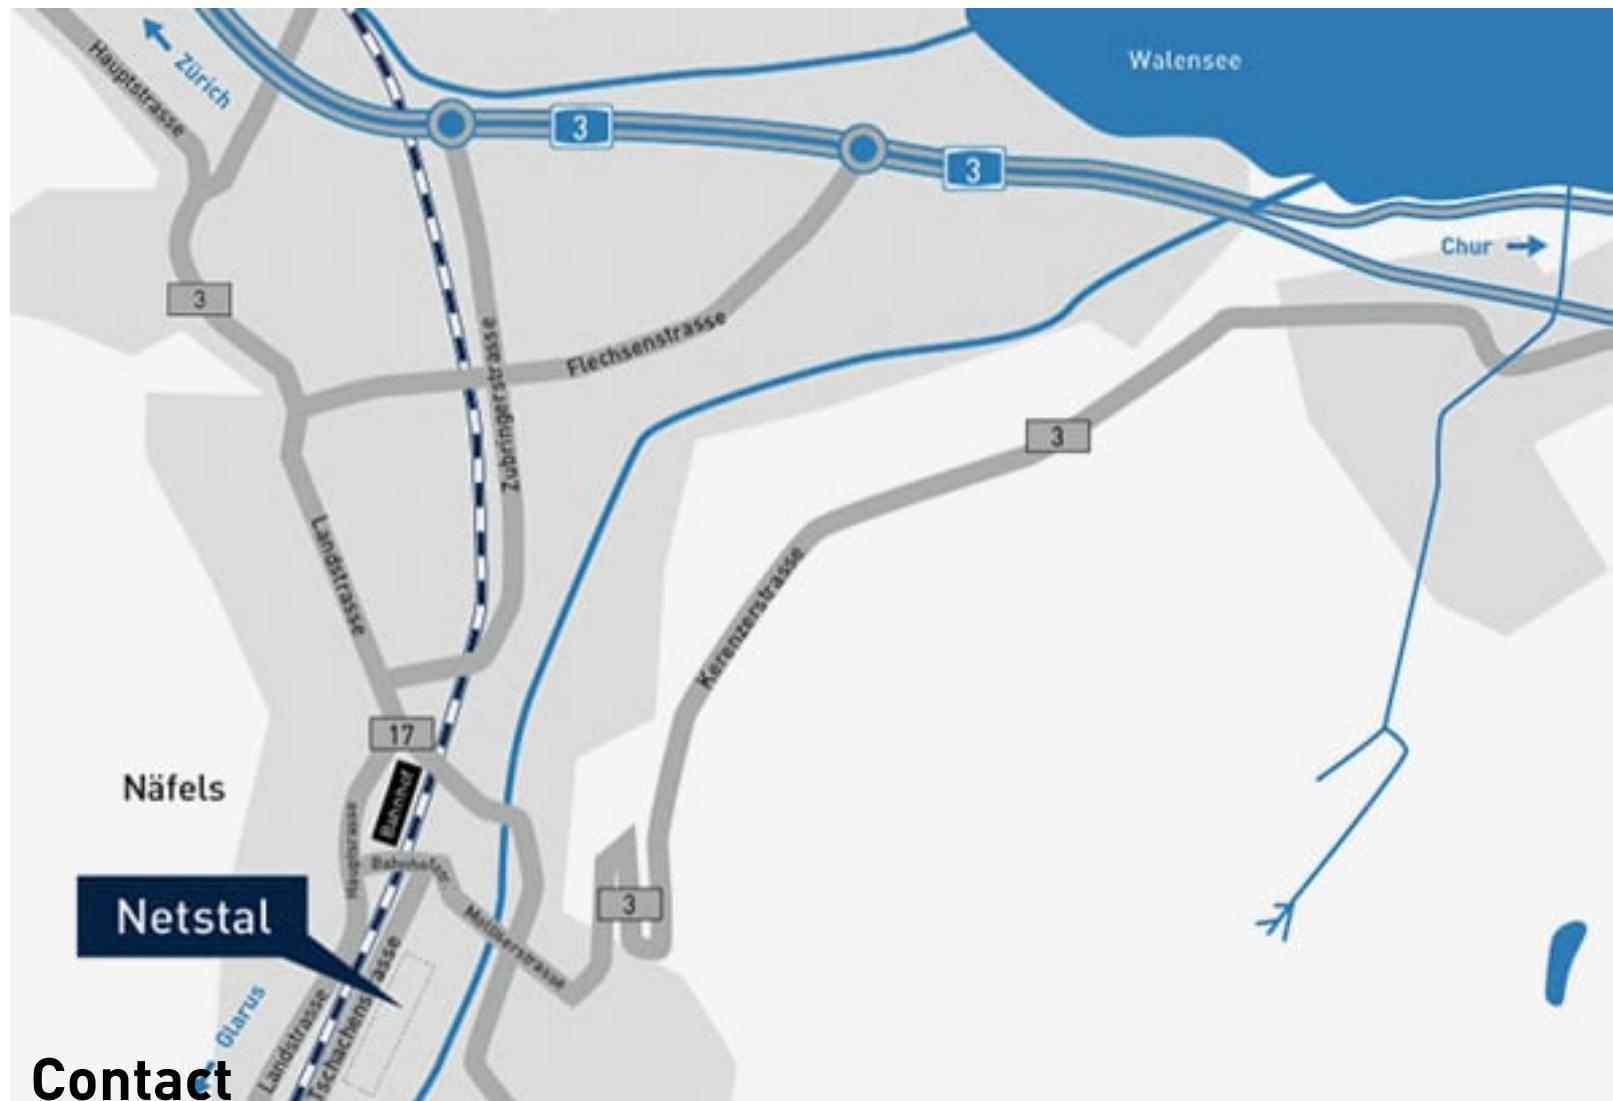 Hauptstrasse
Zürich
Walensee
3
3
Chur
3
Flechsenstrasse
Zubringerstrasse
3
Landstrasse
Kerenzerstrasse
17
Näfels
Bahnhof
Hauptstrasse
Bahnhofstr.
3
Netstal
Molliserstrasse
Glarus
Landstrasse
Tschachenstrasse
Contact